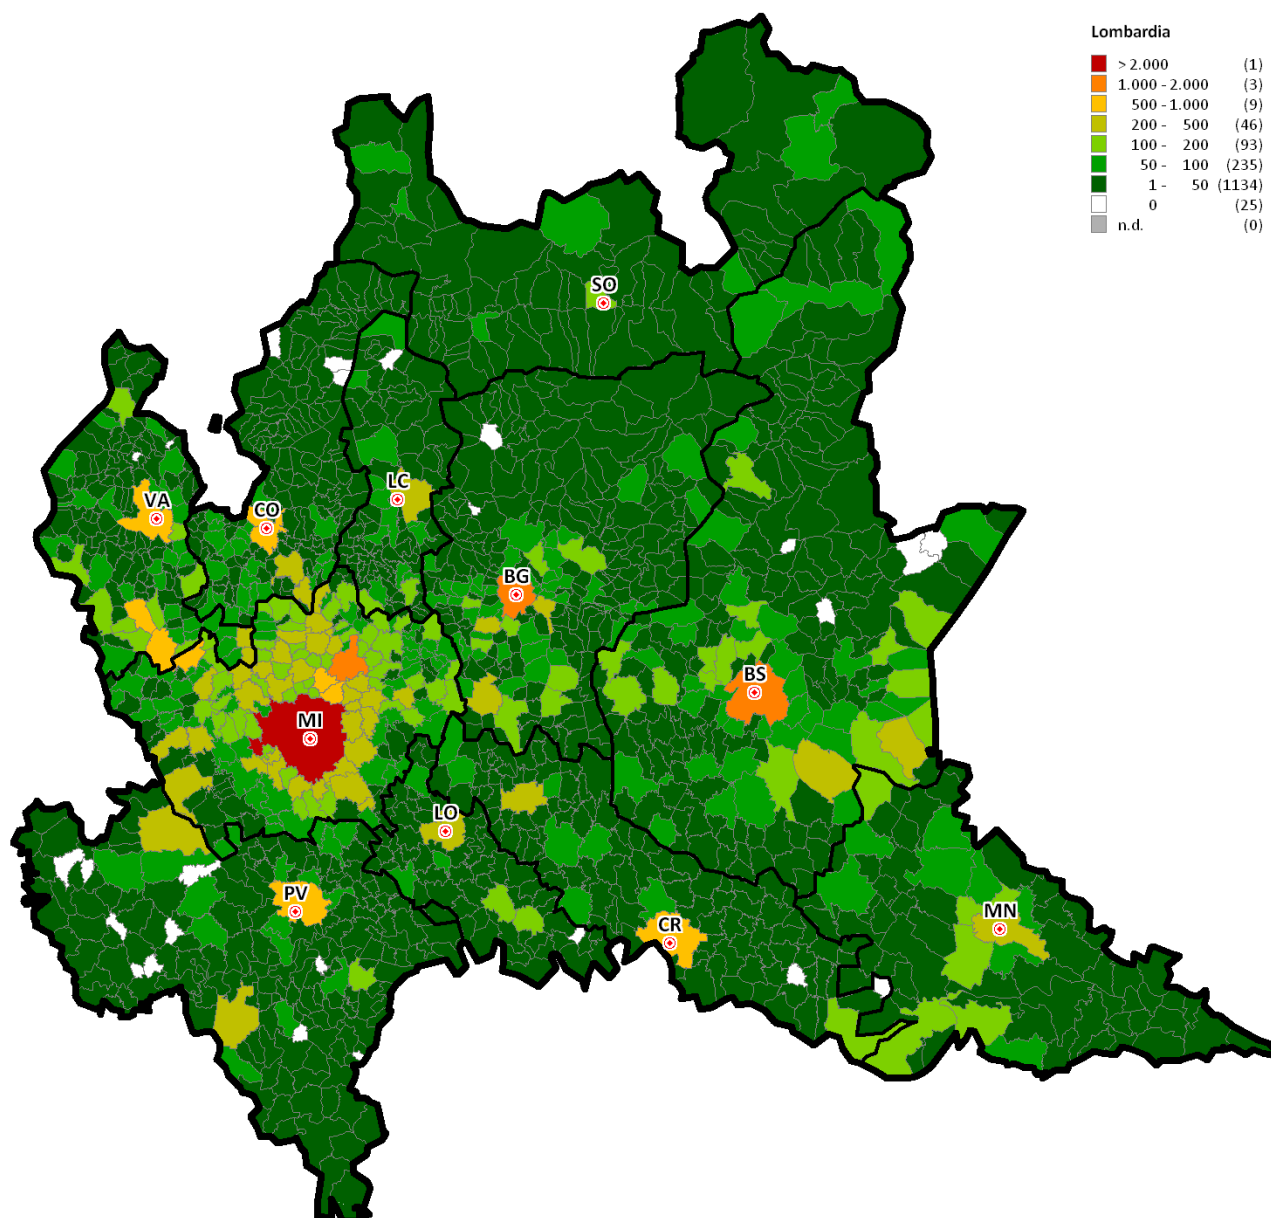 Lombardia
> 2.000 (1)
1.000 - 2.000 (3)
500 - 1.000 (9)
200 - 500 (46)
100 - 200 (93)
50 - 100 (235)
1 - 50 (1134)
0 (25)
n.d. (0)
SO
LC
VA
CO
BG
BS
MI
LO
PV
CR
MN